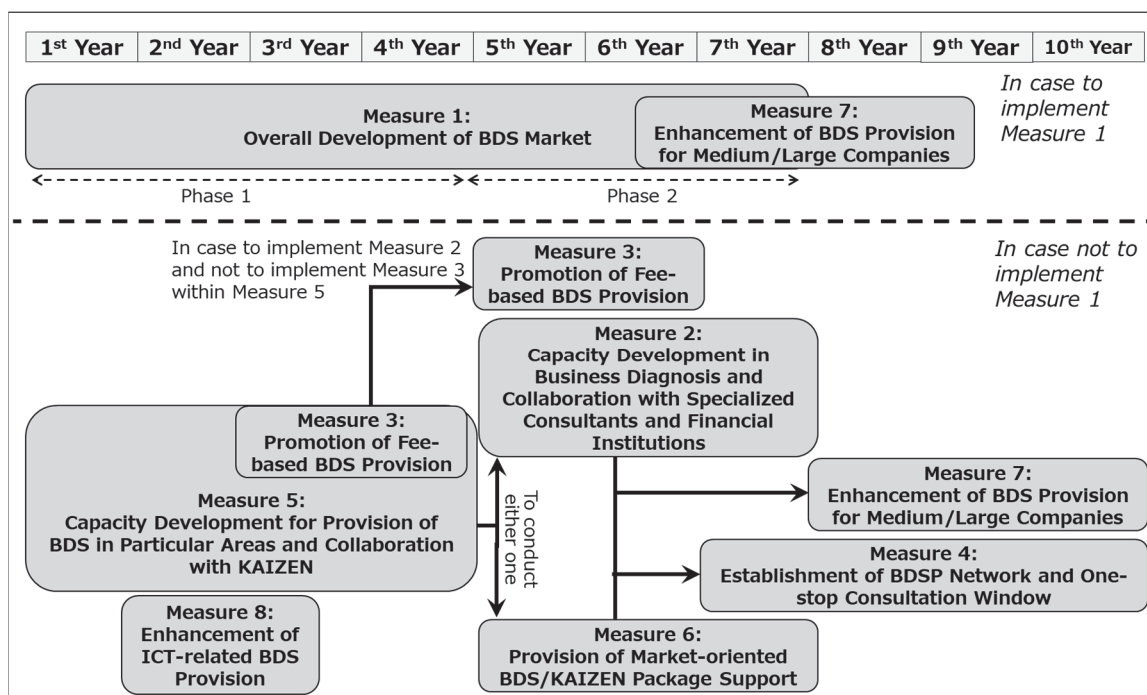 1st Year 2nd Year 3rd Year 4th Year 5th Year 6th Year 7th Year 8th Year 9th Year 10th Year
Measure 1:
Overall Development of BDS Market
Measure 7:
Enhancement of BDS Provision
for Medium/Large Companies
In case to
implement
Measure 1
Phase 1
Phase 2
In case to implement Measure 2
and not to implement Measure 3
within Measure 5
Measure 3:
Promotion of Fee-
based BDS Provision
In case not to
implement
Measure 1
Measure 2:
Capacity Development in
Business Diagnosis and
Collaboration with Specialized
Consultants and Financial
Institutions
Measure 3:
Promotion of Fee-
based BDS Provision
Measure 5:
Capacity Development for Provision of
BDS in Particular Areas and Collaboration
with KAIZEN
To conduct
either one
Measure 7:
Enhancement of BDS Provision
for Medium/Large Companies
Measure 4:
Establishment of BDSP Network and One-
stop Consultation Window
Measure 8:
Enhancement of
ICT-related BDS
Provision
Measure 6:
Provision of Market-oriented
BDS/KAIZEN Package Support